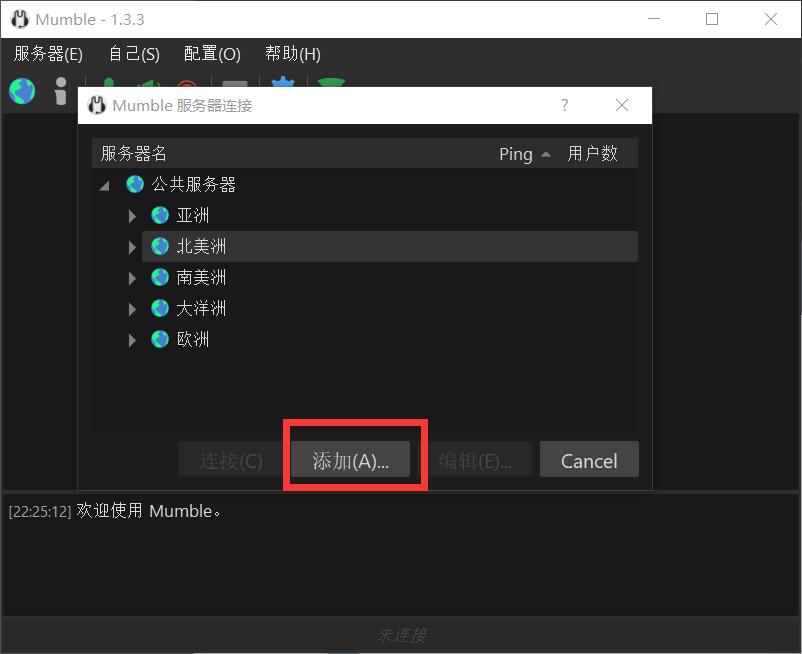 Mumble - 1.3.3
服务器(E) 自己(S) 配置(O) 帮助(H)
Mumble 服务器连接 ?
服务器名 Ping 用户数
公共服务器
亚洲
北美洲
南美洲
大洋洲
欧洲
连接(C) 添加(A)... 编辑(E)... Cancel
[22:25:12] 欢迎使用 Mumble。
未连接